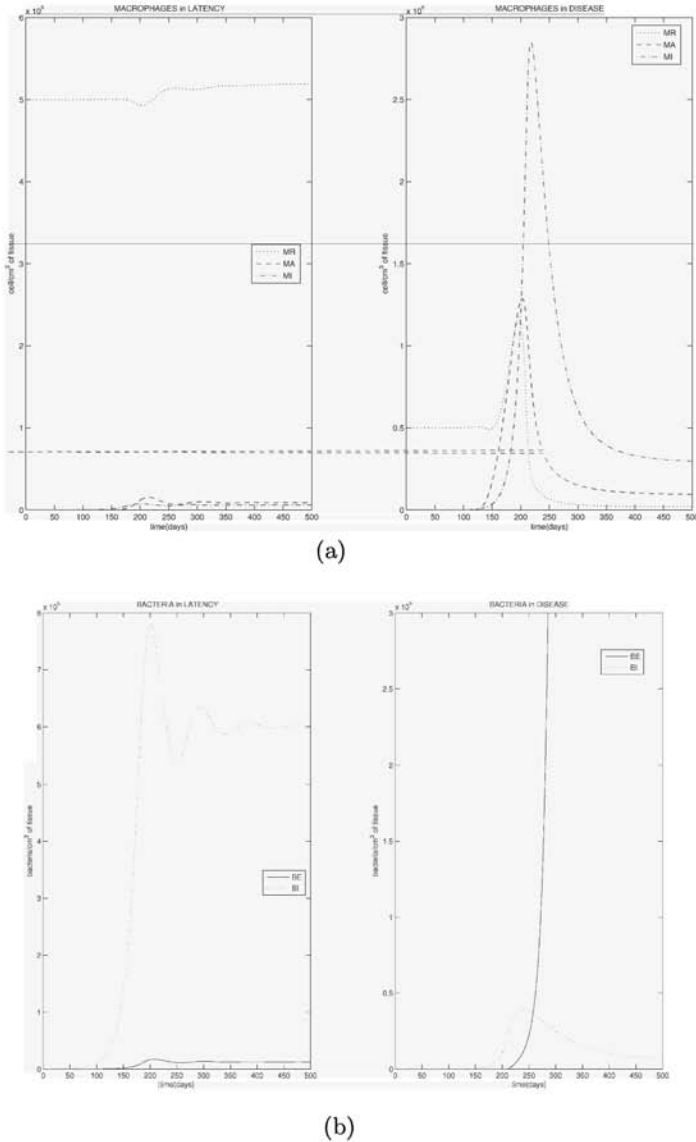 MACROPHAGES in LATENCY
MACROPHAGES in DISEASE
6
5
4
3
2
1
0
cell/cm³ of tissue
MR
MA
MI
0 50 100 150 200 250 300 350 400 450 500
time(days)
3
2.5
2
1.5
1
0.5
0
cell/cm³ of tissue
MR
MA
MI
0 50 100 150 200 250 300 350 400 450 500
time(days)
(a)
BACTERIA in LATENCY
BACTERIA in DISEASE
8
7
6
5
4
3
2
1
0
bacteria/cm³ of tissue
BE
BI
0 50 100 150 200 250 300 350 400 450 500
time(days)
3
2.5
2
1.5
1
0.5
0
bacteria/cm³ of tissue
BE
BI
0 50 100 150 200 250 300 350 400 450 500
time(days)
(b)